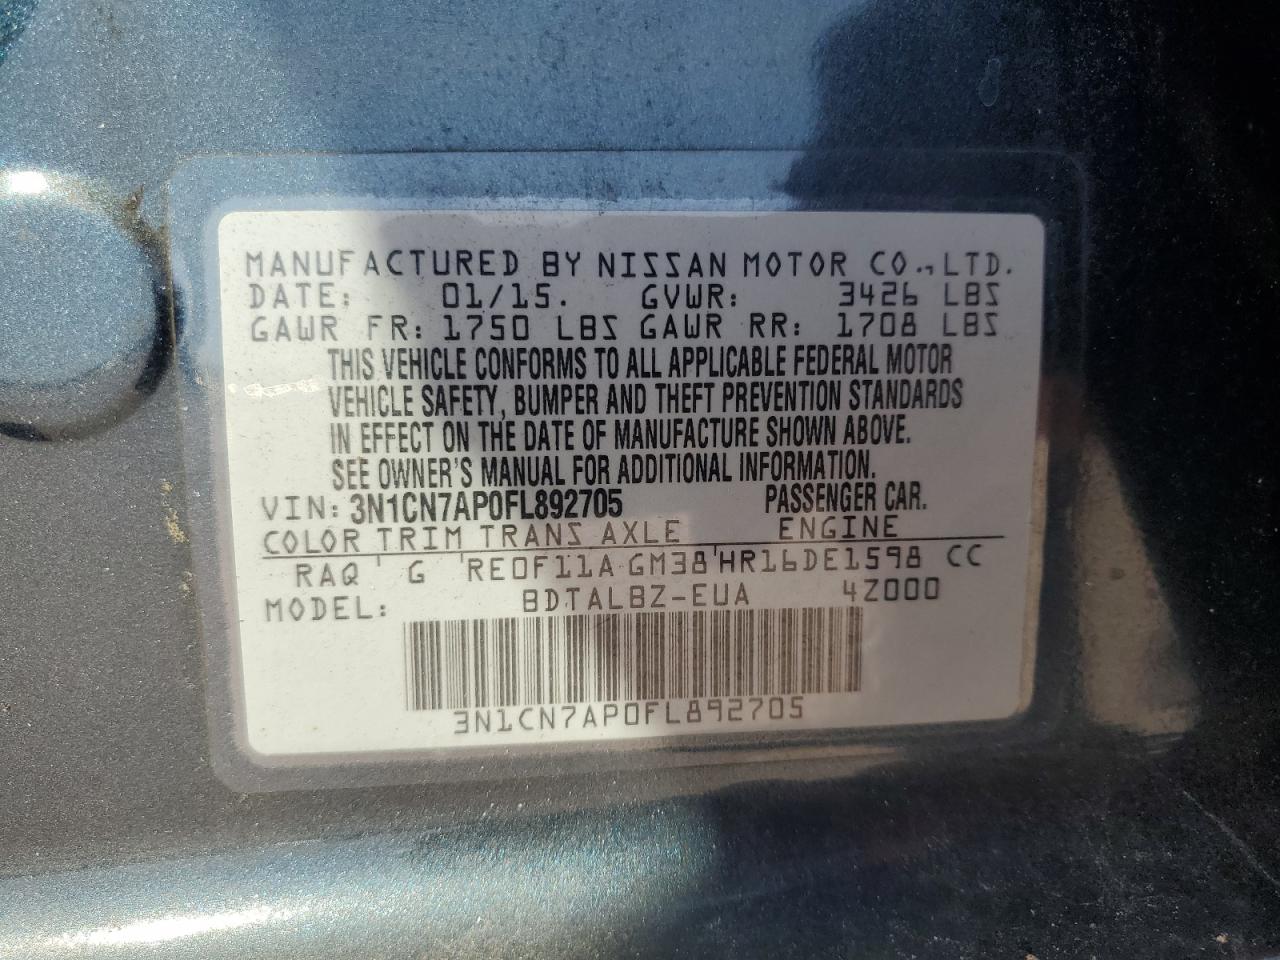 MANUFACTURED BY NISSAN MOTOR CO., LTD.
DATE: 01/15. GVWR: 3426 LBS
GAWR FR: 1750 LBS GAWR RR: 1708 LBS
THIS VEHICLE CONFORMS TO ALL APPLICABLE FEDERAL MOTOR
VEHICLE SAFETY, BUMPER AND THEFT PREVENTION STANDARDS
IN EFFECT ON THE DATE OF MANUFACTURE SHOWN ABOVE.
SEE OWNER'S MANUAL FOR ADDITIONAL INFORMATION.
VIN: 3N1CN7AP0FL892705 PASSENGER CAR.
COLOR TRIM TRANS AXLE ENGINE
RAQ ' G ' RE0F11A GM38 ' HR16DE1598 CC
MODEL: BDTALBZ-EUA 4Z000
3N1CN7AP0FL892705